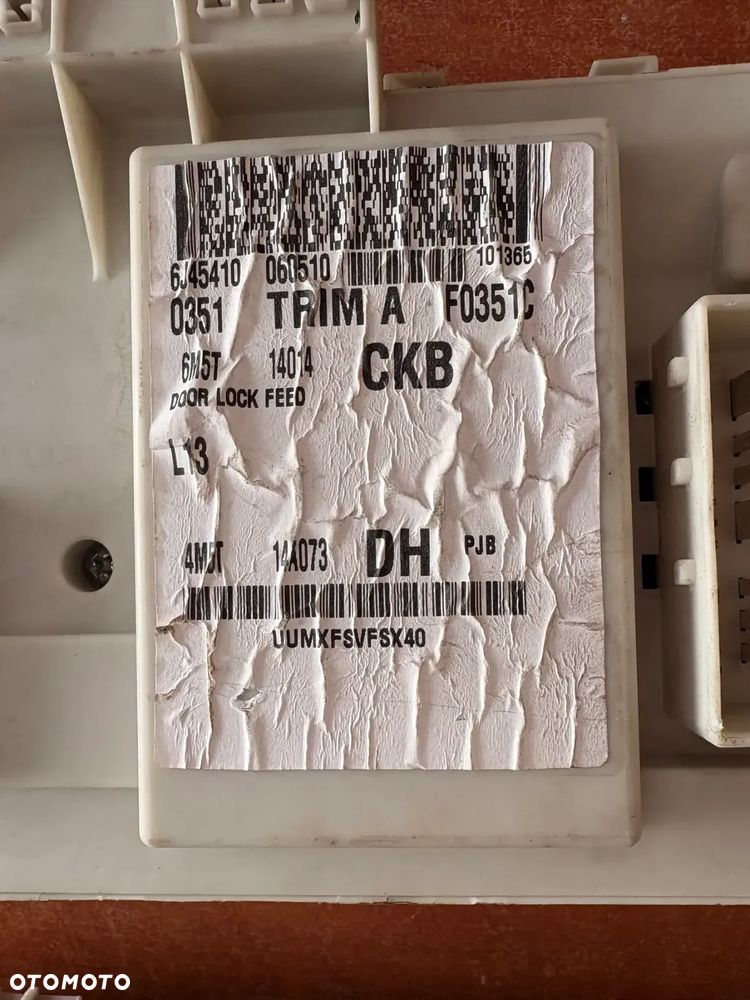 6J45410 060510 101365
0351 TRIM A F0351C
6M5T 14014 CKB
DOOR LOCK FEED
L13
4M5T 14A073 DH PJB
UUMXFSVFSX40
OTOMOTO